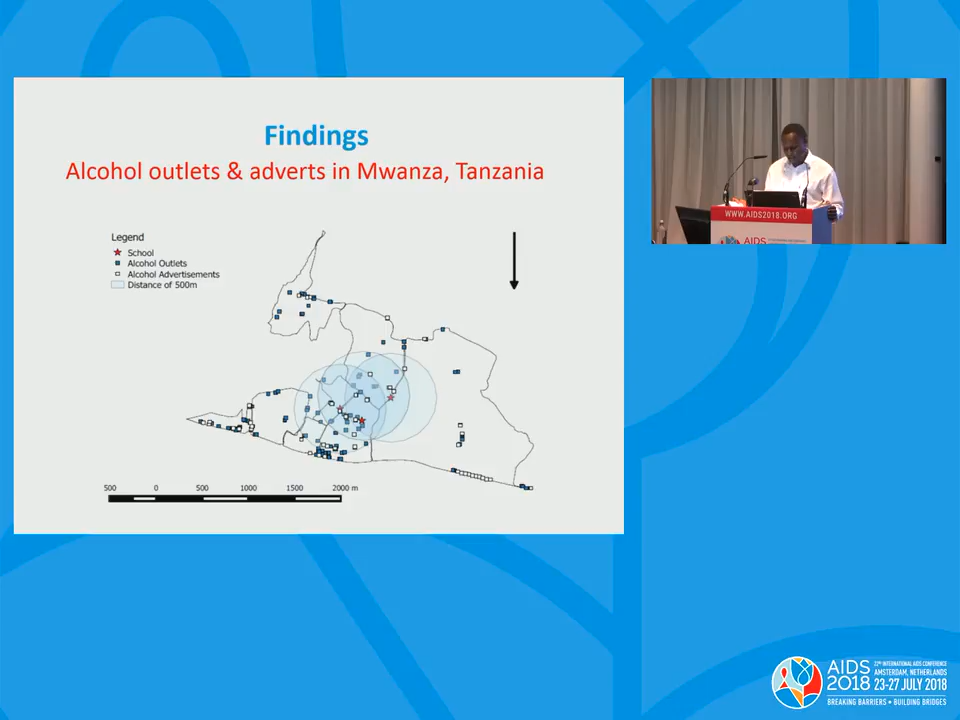 Findings
Alcohol outlets & adverts in Mwanza, Tanzania
Legend
School
Alcohol Outlets
Alcohol Advertisements
Distance of 500m
500 0 500 1000 1500 2000 m
WWW.AIDS2018.ORG
AIDS
AIDS 2018
22ND INTERNATIONAL AIDS CONFERENCE
AMSTERDAM, NETHERLANDS
23-27 JULY 2018
BREAKING BARRIERS • BUILDING BRIDGES